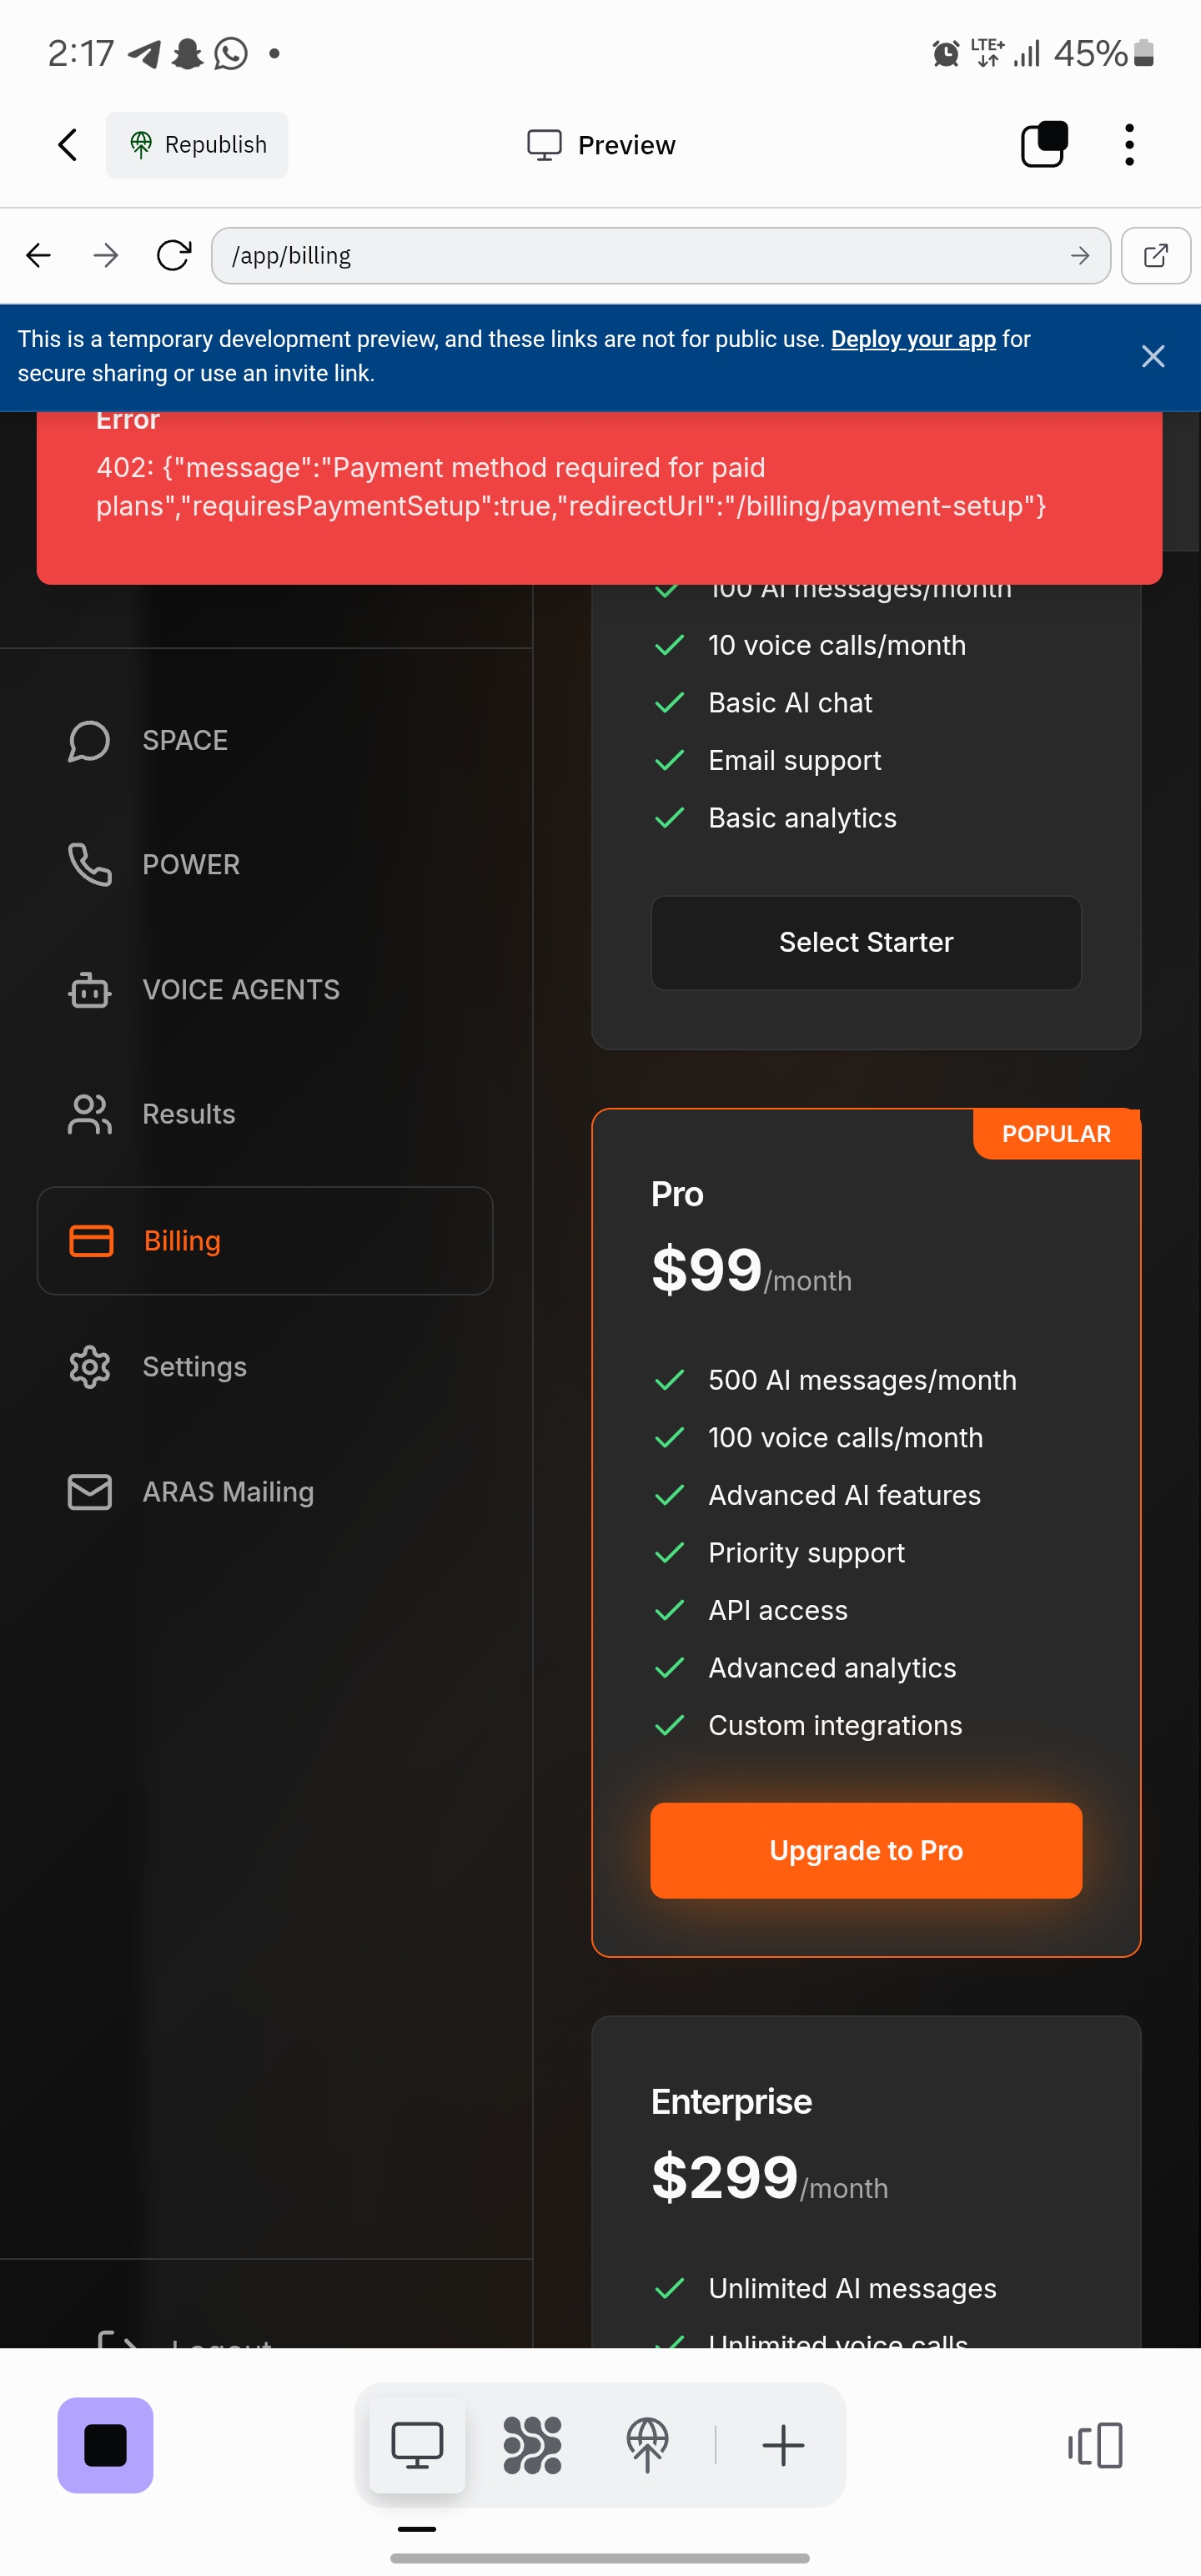 2:17
LTE+
45%
Republish
Preview
/app/billing
This is a temporary development preview, and these links are not for public use. Deploy your app for
secure sharing or use an invite link.
Error
402: {"message":"Payment method required for paid
plans","requiresPaymentSetup":true,"redirectUrl":"/billing/payment-setup"}
100 AI messages/month
10 voice calls/month
Basic AI chat
Email support
Basic analytics
Select Starter
SPACE
POWER
VOICE AGENTS
Results
Billing
Settings
ARAS Mailing
POPULAR
Pro
$99/month
500 AI messages/month
100 voice calls/month
Advanced AI features
Priority support
API access
Advanced analytics
Custom integrations
Upgrade to Pro
Enterprise
$299/month
Unlimited AI messages
Unlimited voice calls
Logout